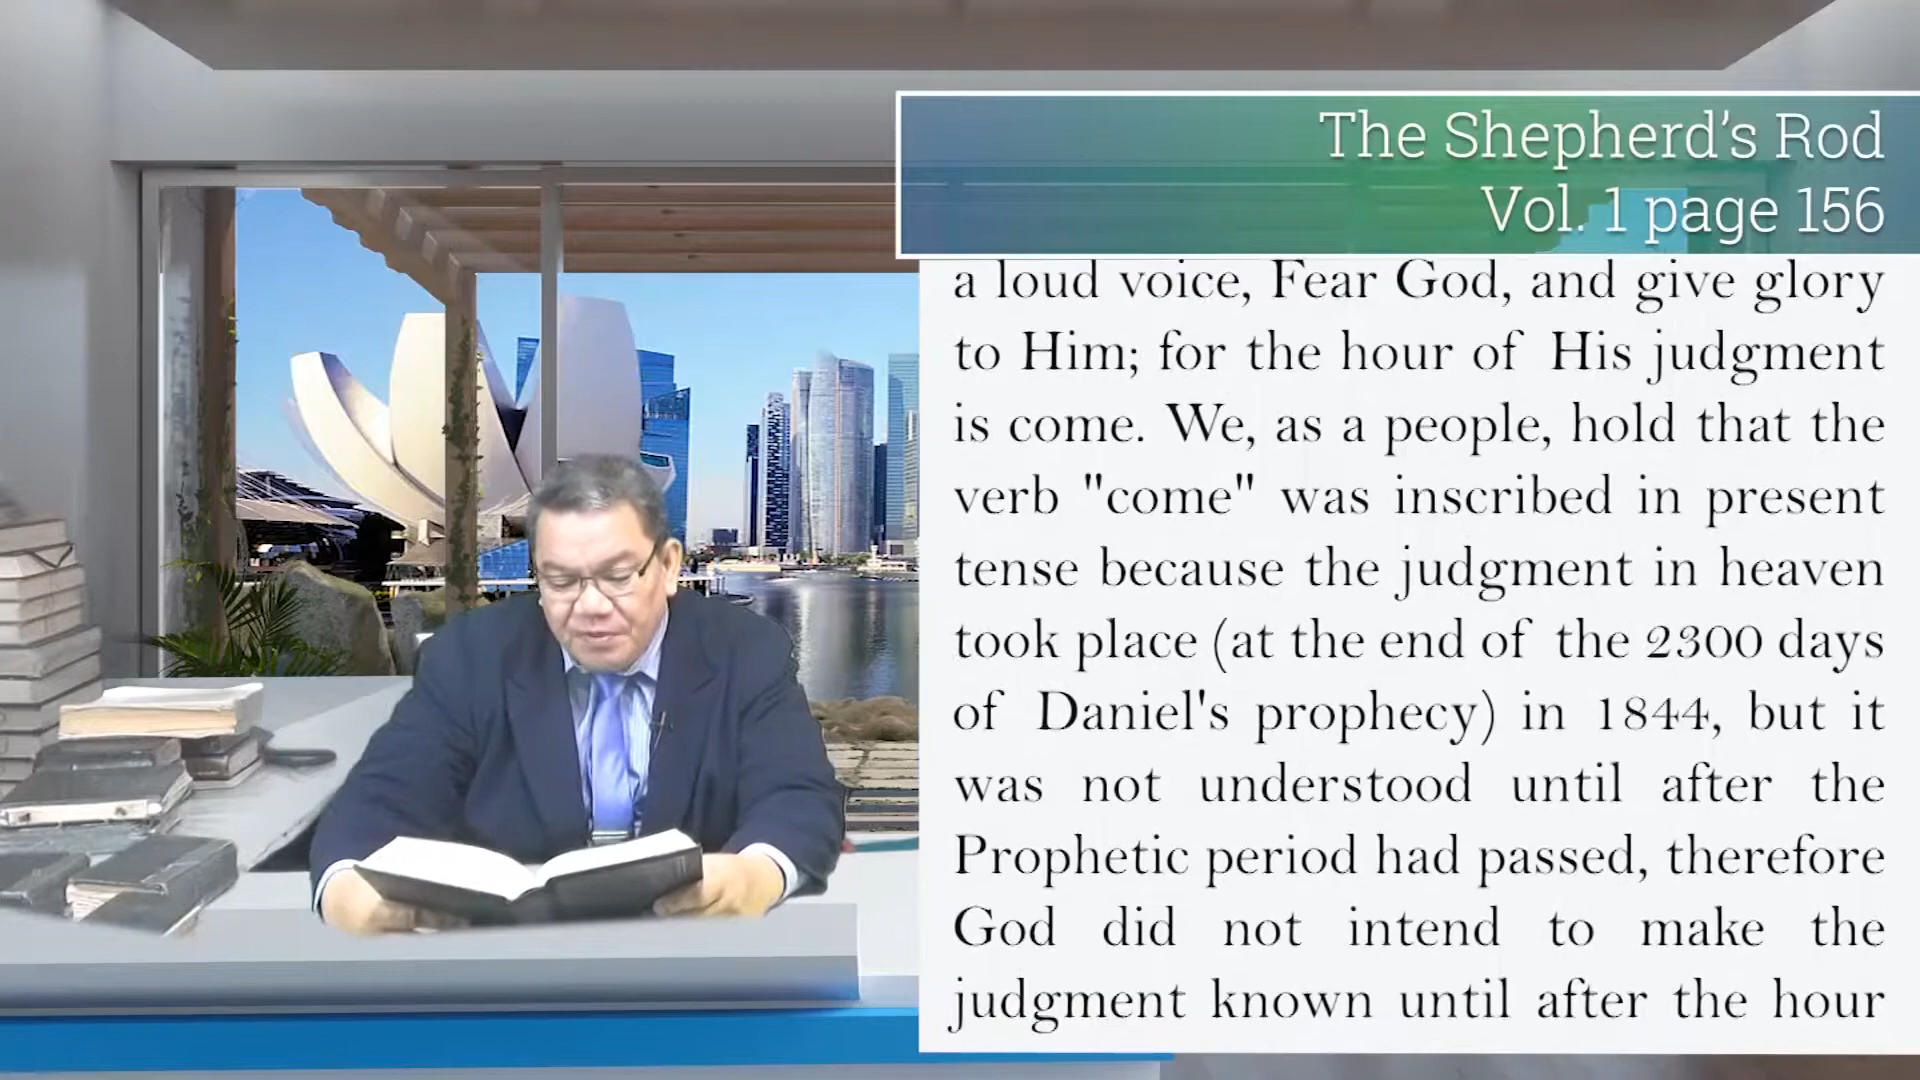 The Shepherd's Rod
Vol. 1 page 156
a loud voice, Fear God, and give glory
to Him; for the hour of His judgment
is come. We, as a people, hold that the
verb "come" was inscribed in present
tense because the judgment in heaven
took place (at the end of the 2300 days
of Daniel's prophecy) in 1844, but it
was not understood until after the
Prophetic period had passed, therefore
God did not intend to make the
judgment known until after the hour